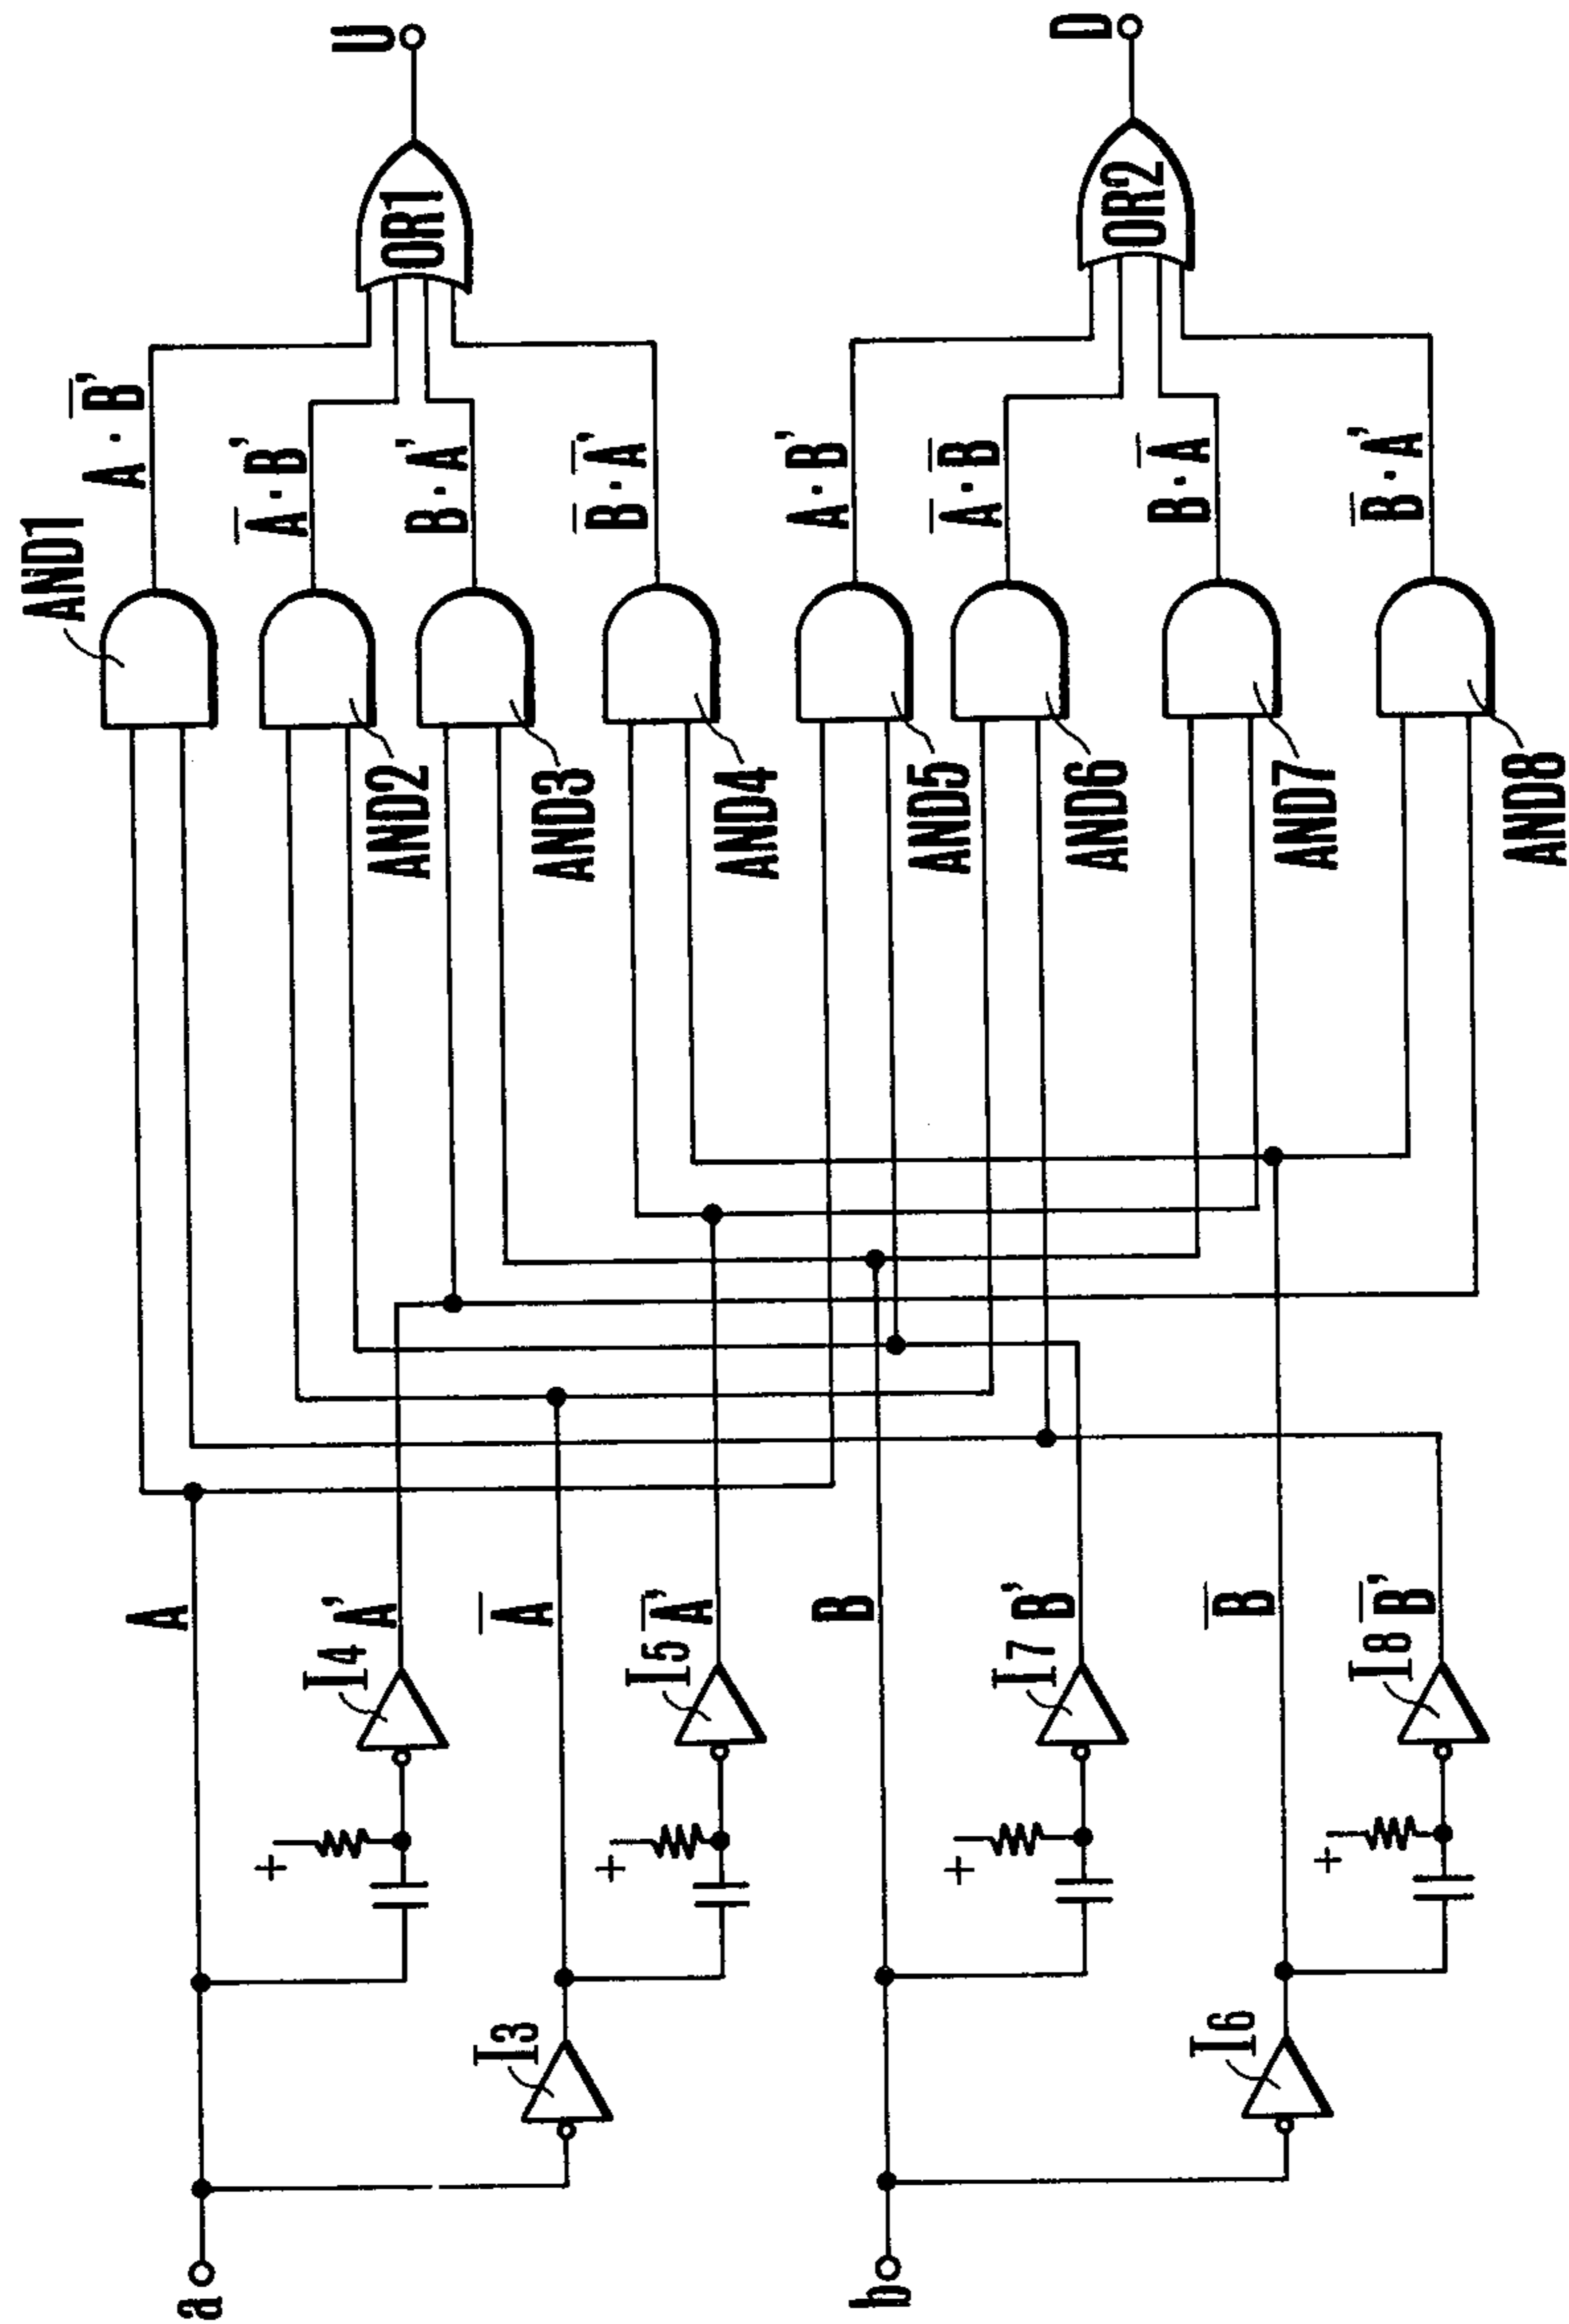 a
b
I3
I6
I4
I5
I7
I8
A
A'
A̅
A̅'
B
B'
B̅
B̅'
AND1
AND2
AND3
AND4
AND5
AND6
AND7
AND8
A · B̅'
A̅ · B'
B · A'
B̅ · A̅'
A · B'
A̅ · B̅
B · A̅
B̅ · A'
OR1
OR2
U
D
+
+
+
+